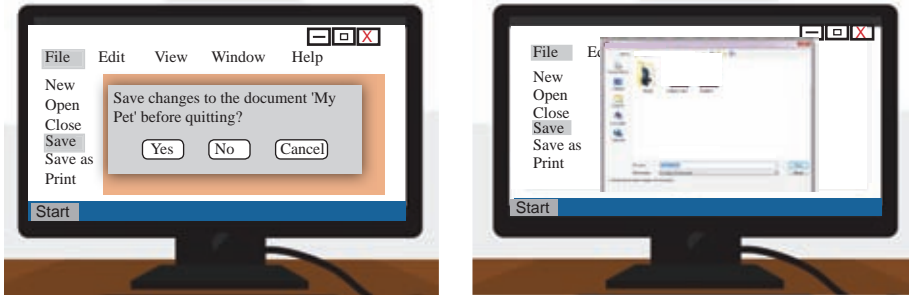 File Edit View Window Help
New
Open
Close
Save
Save as
Print
Save changes to the document 'My
Pet' before quitting?
Yes No Cancel
Start
File
New
Open
Close
Save
Save as
Print
Start